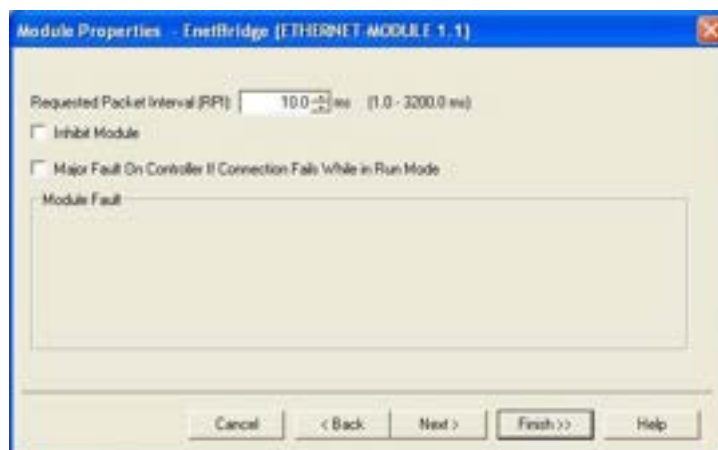 Module Properties - EnetBridge (ETHERNET-MODULE 1.1)
Requested Packet Interval (RPI): 10.0 ms (1.0 - 3200.0 ms)
Inhibit Module
Major Fault On Controller If Connection Fails While in Run Mode
Module Fault
Cancel < Back Next > Finish >> Help